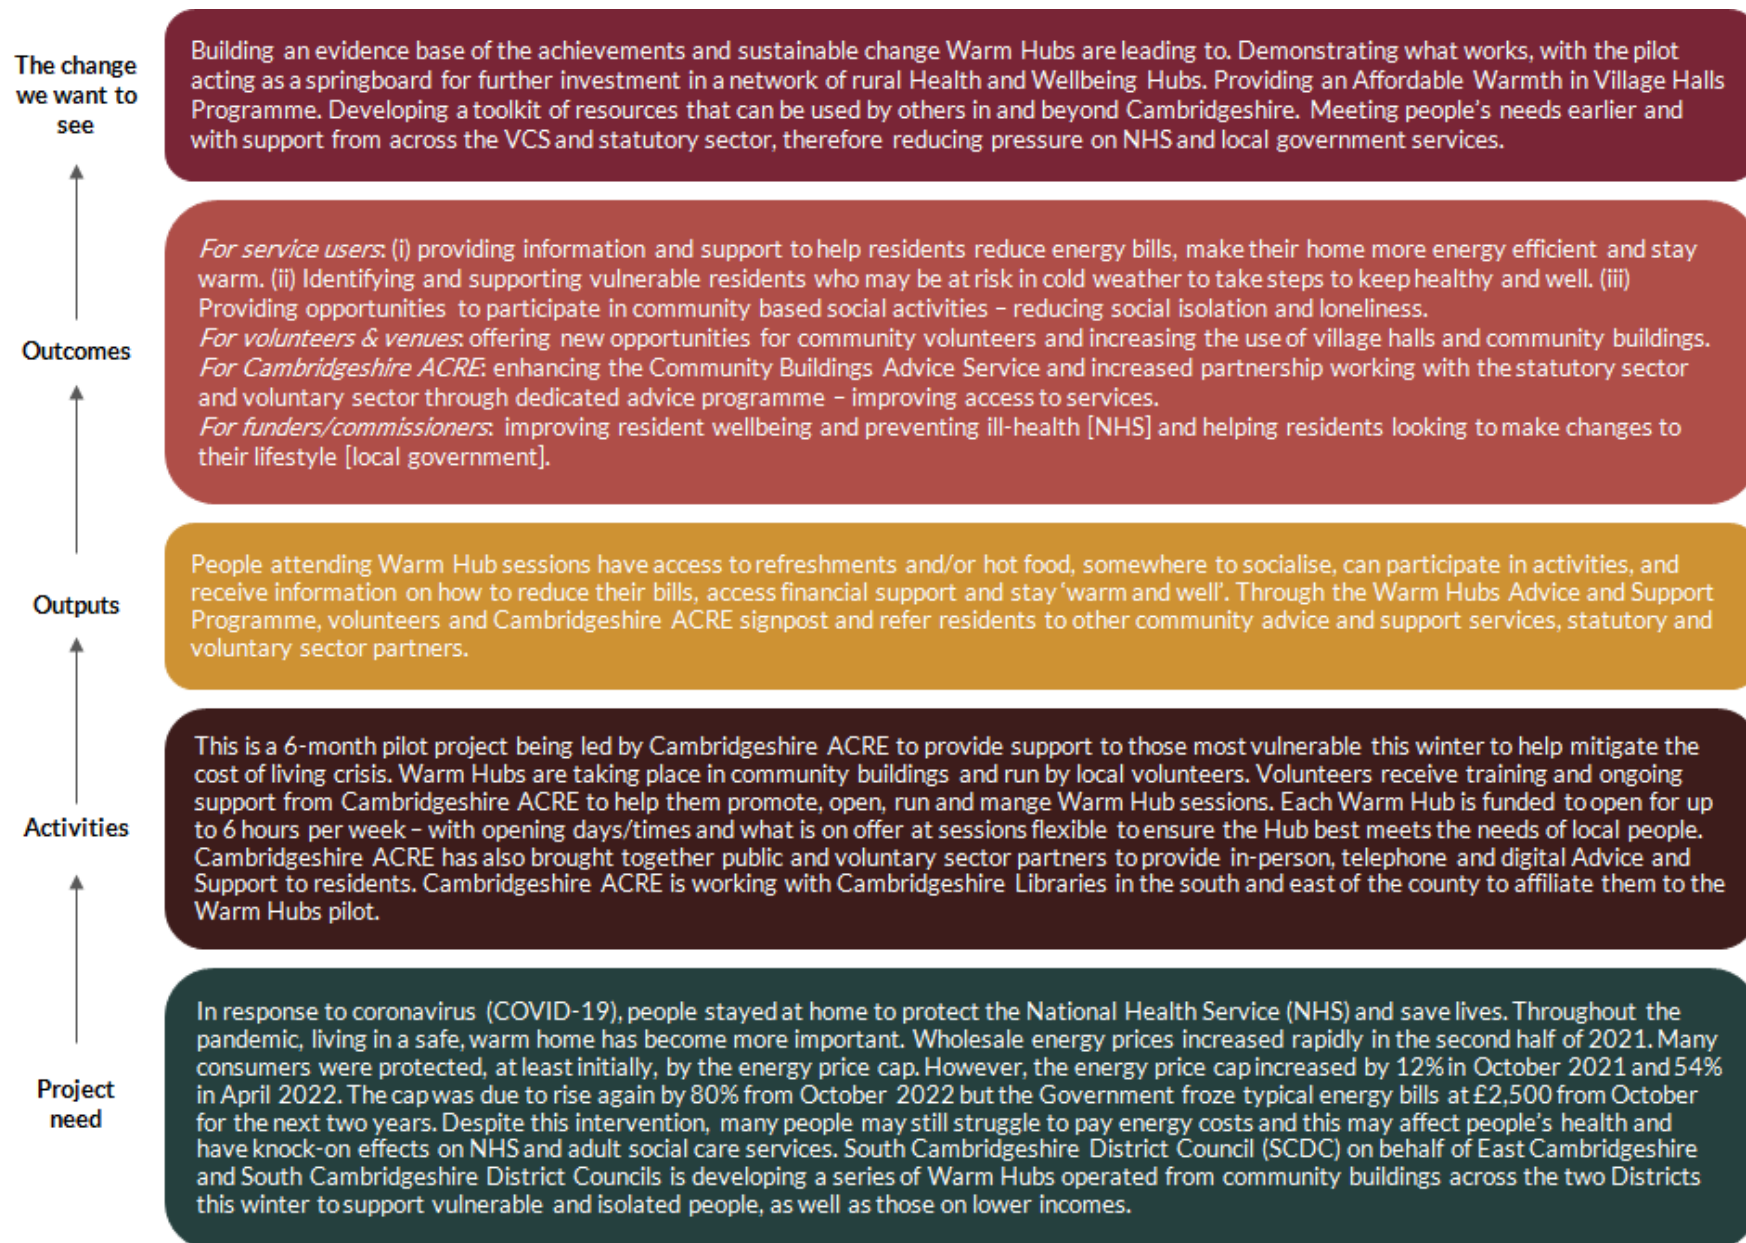 The change
we want to
see
Building an evidence base of the achievements and sustainable change Warm Hubs are leading to. Demonstrating what works, with the pilot
acting as a springboard for further investment in a network of rural Health and Wellbeing Hubs. Providing an Affordable Warmth in Village Halls
Programme. Developing a toolkit of resources that can be used by others in and beyond Cambridgeshire. Meeting people's needs earlier and
with support from across the VCS and statutory sector, therefore reducing pressure on NHS and local government services.
Outcomes
For service users: (i) providing information and support to help residents reduce energy bills, make their home more energy efficient and stay
warm. (ii) Identifying and supporting vulnerable residents who may be at risk in cold weather to take steps to keep healthy and well. (iii)
Providing opportunities to participate in community based social activities – reducing social isolation and loneliness.
For volunteers & venues: offering new opportunities for community volunteers and increasing the use of village halls and community buildings.
For Cambridgeshire ACRE: enhancing the Community Buildings Advice Service and increased partnership working with the statutory sector
and voluntary sector through dedicated advice programme – improving access to services.
For funders/commissioners: improving resident wellbeing and preventing ill-health [NHS] and helping residents looking to make changes to
their lifestyle [local government].
Outputs
People attending Warm Hub sessions have access to refreshments and/or hot food, somewhere to socialise, can participate in activities, and
receive information on how to reduce their bills, access financial support and stay 'warm and well'. Through the Warm Hubs Advice and Support
Programme, volunteers and Cambridgeshire ACRE signpost and refer residents to other community advice and support services, statutory and
voluntary sector partners.
Activities
This is a 6-month pilot project being led by Cambridgeshire ACRE to provide support to those most vulnerable this winter to help mitigate the
cost of living crisis. Warm Hubs are taking place in community buildings and run by local volunteers. Volunteers receive training and ongoing
support from Cambridgeshire ACRE to help them promote, open, run and mange Warm Hub sessions. Each Warm Hub is funded to open for up
to 6 hours per week – with opening days/times and what is on offer at sessions flexible to ensure the Hub best meets the needs of local people.
Cambridgeshire ACRE has also brought together public and voluntary sector partners to provide in-person, telephone and digital Advice and
Support to residents. Cambridgeshire ACRE is working with Cambridgeshire Libraries in the south and east of the county to affiliate them to the
Warm Hubs pilot.
Project
need
In response to coronavirus (COVID-19), people stayed at home to protect the National Health Service (NHS) and save lives. Throughout the
pandemic, living in a safe, warm home has become more important. Wholesale energy prices increased rapidly in the second half of 2021. Many
consumers were protected, at least initially, by the energy price cap. However, the energy price cap increased by 12% in October 2021 and 54%
in April 2022. The cap was due to rise again by 80% from October 2022 but the Government froze typical energy bills at £2,500 from October
for the next two years. Despite this intervention, many people may still struggle to pay energy costs and this may affect people's health and
have knock-on effects on NHS and adult social care services. South Cambridgeshire District Council (SCDC) on behalf of East Cambridgeshire
and South Cambridgeshire District Councils is developing a series of Warm Hubs operated from community buildings across the two Districts
this winter to support vulnerable and isolated people, as well as those on lower incomes.